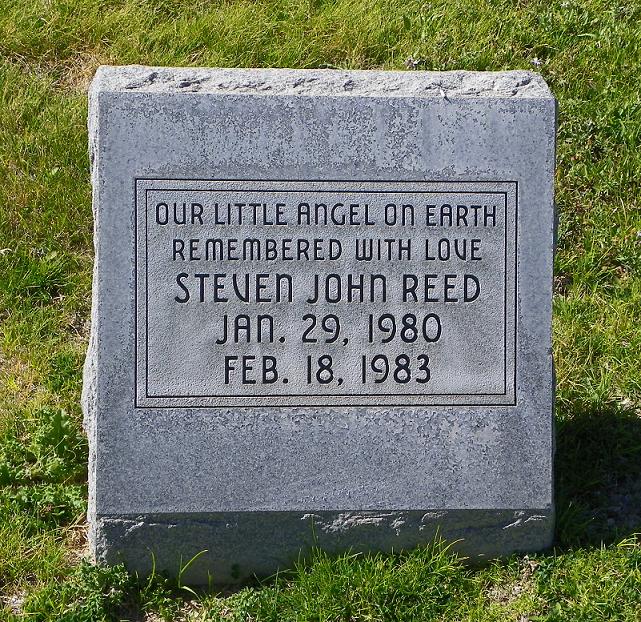 OUR LITTLE ANGEL ON EARTH
REMEMBERED WITH LOVE
STEVEN JOHN REED
JAN. 29, 1980
FEB. 18, 1983